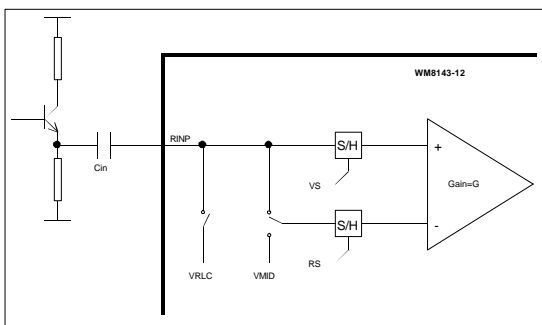 WM8143-12
RINP
Cin
S/H
+
Gain=G
VS
S/H
-
VRLC
VMID
RS